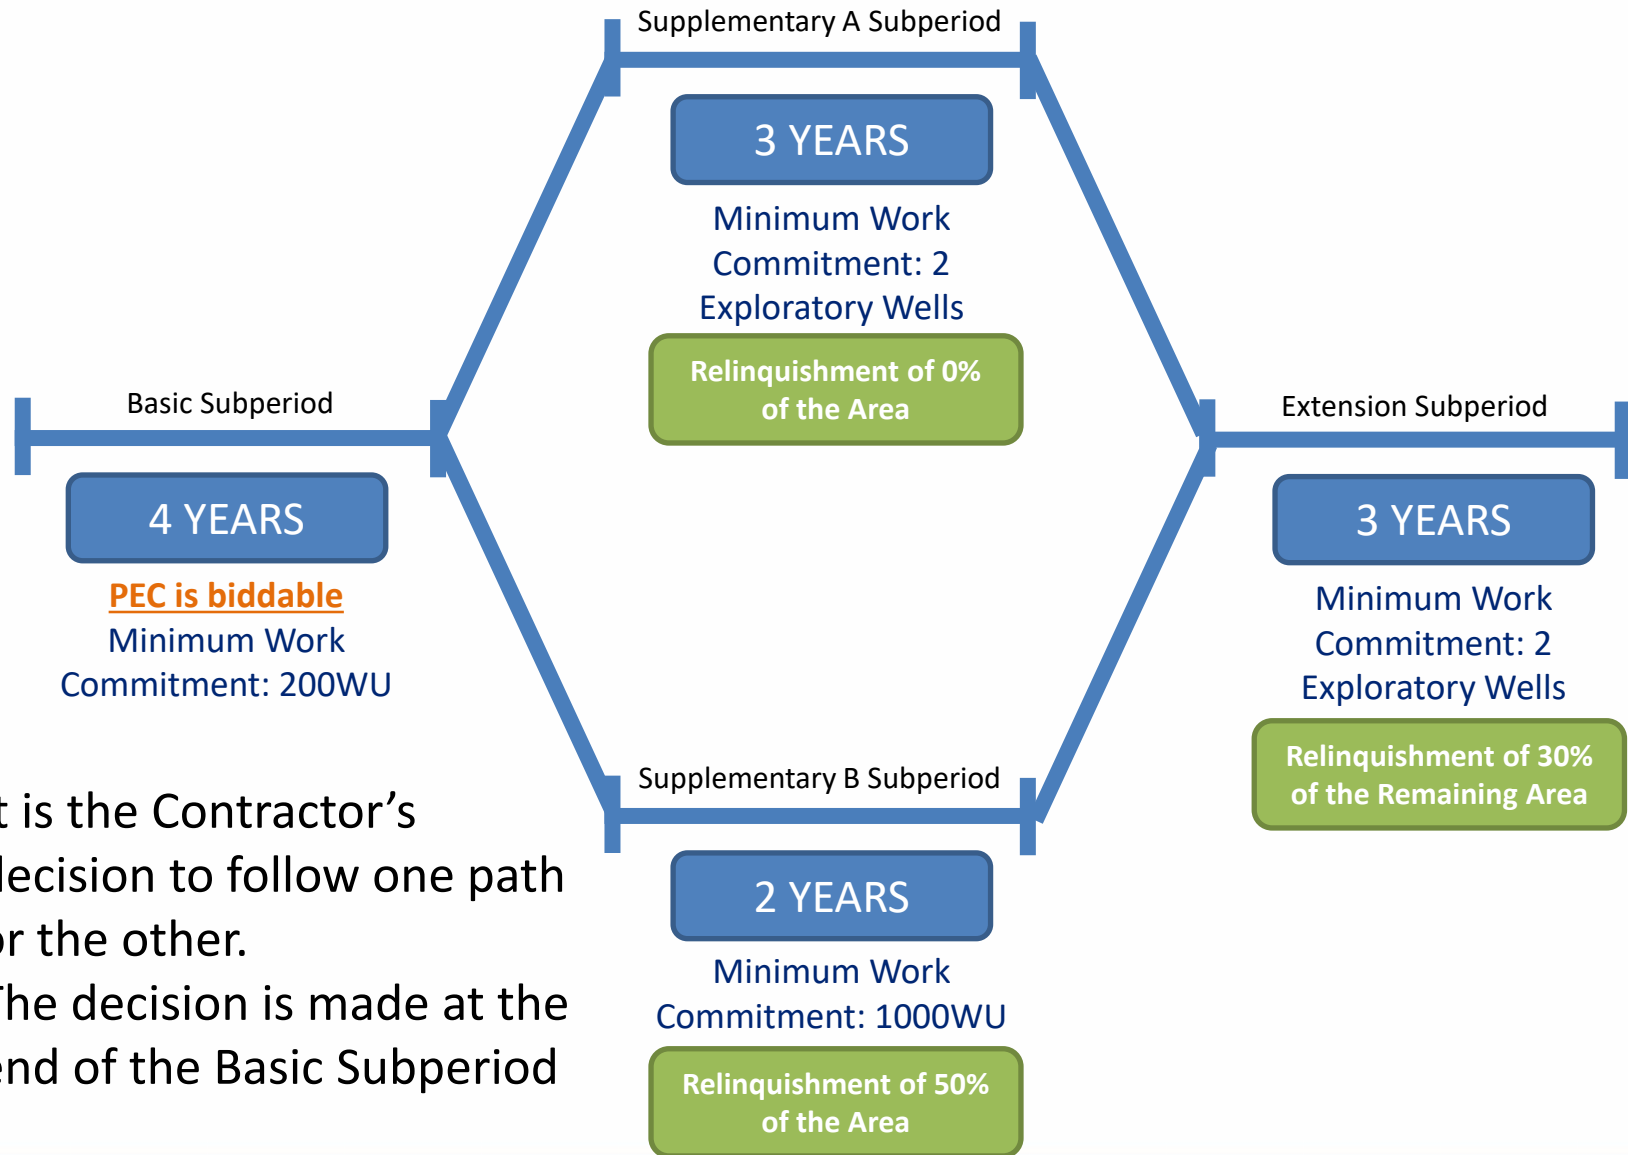 Supplementary A Subperiod
3 YEARS
Minimum Work
Commitment: 2
Exploratory Wells
Relinquishment of 0%
of the Area
Basic Subperiod
4 YEARS
PEC is biddable
Minimum Work
Commitment: 200WU
Extension Subperiod
3 YEARS
Minimum Work
Commitment: 2
Exploratory Wells
Relinquishment of 30%
of the Remaining Area
Supplementary B Subperiod
2 YEARS
Minimum Work
Commitment: 1000WU
Relinquishment of 50%
of the Area
t is the Contractor’s
decision to follow one path
or the other.
The decision is made at the
end of the Basic Subperiod